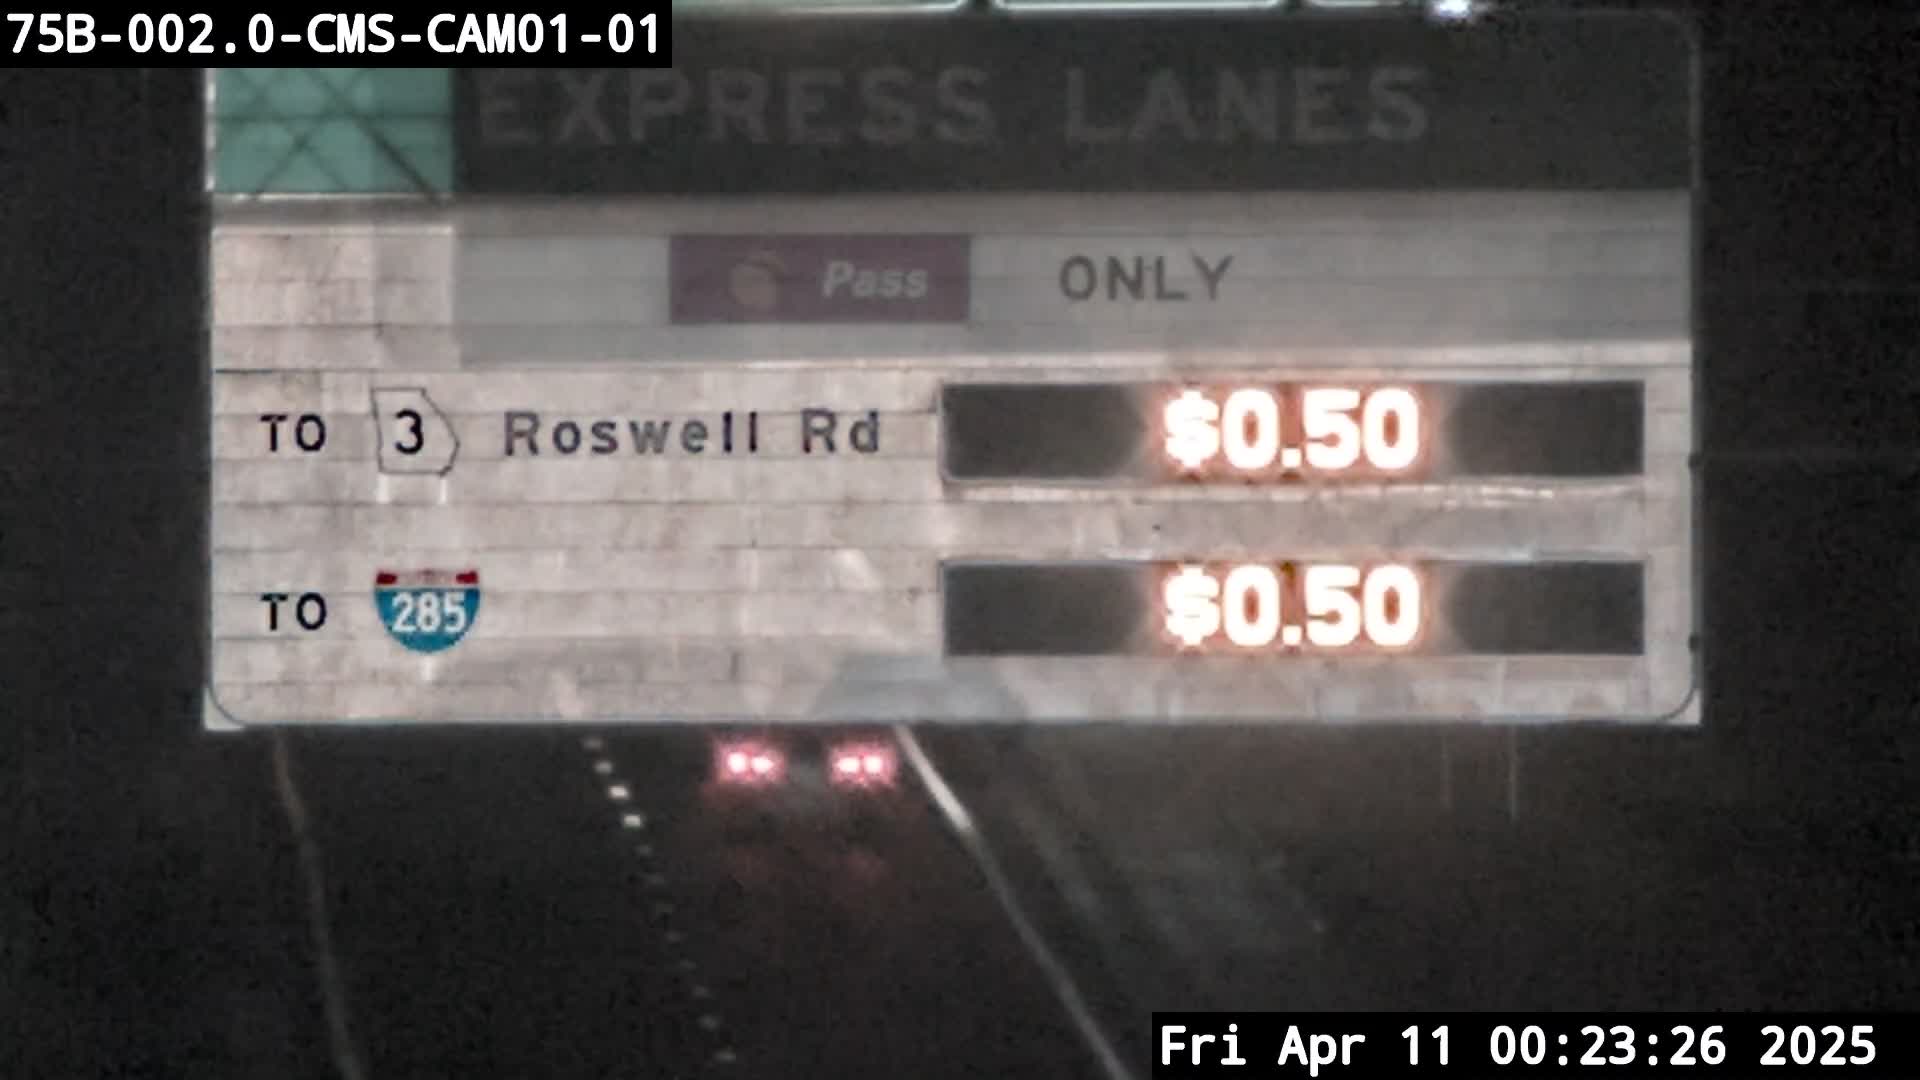 75B-002.0-CMS-CAM01-01
EXPRESS LANES
Pass ONLY
TO 3 Roswell Rd $0.50
TO 285 $0.50
Fri Apr 11 00:23:26 2025